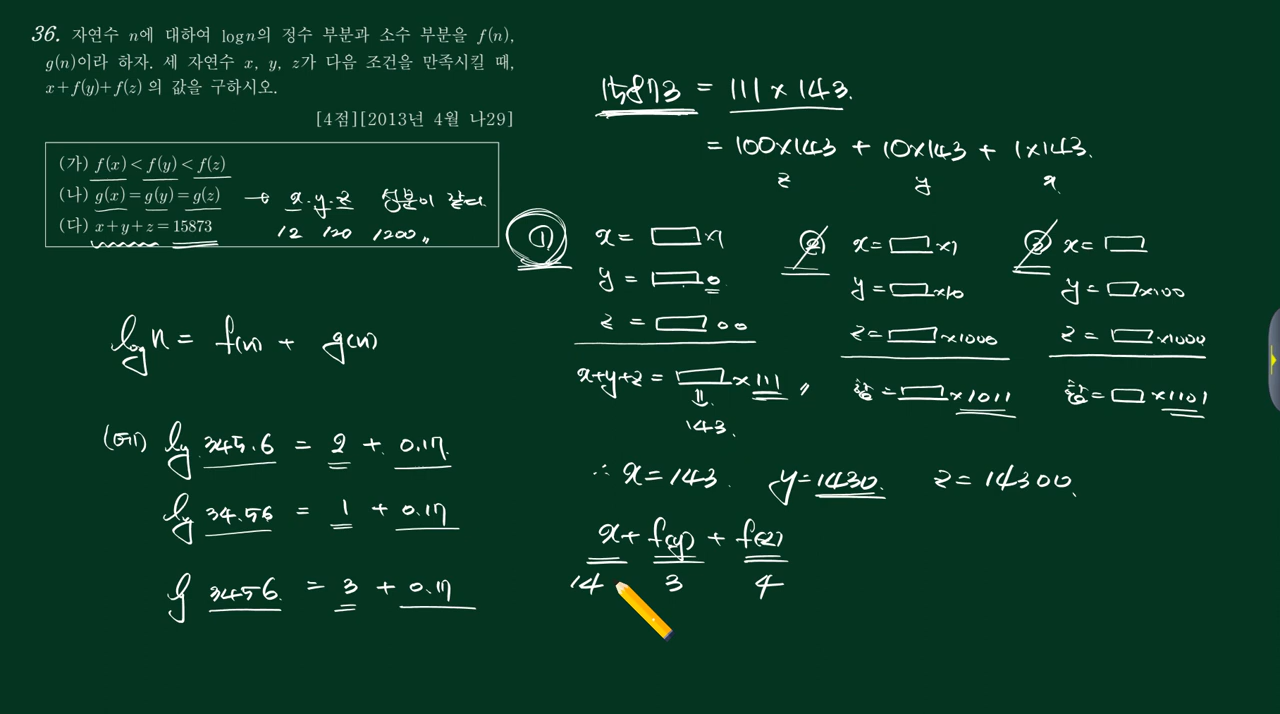 36. 자연수 n에 대하여 log n의 정수 부분과 소수 부분을 f(n),
g(n)이라 하자. 세 자연수 x, y, z가 다음 조건을 만족시킬 때,
x+f(y)+f(z) 의 값을 구하시오.
[4점][2013년 4월 나29]
(가) f(x) < f(y) < f(z)
(나) g(x) = g(y) = g(z) → x, y, z 성분이 같다
12 120 1200 〃
(다) x+y+z = 15873
log n = f(n) + g(n)
(예) log 345.6 = 2 + 0.17
log 34.56 = 1 + 0.17
log 3456 = 3 + 0.17
15873 = 111 × 143.
= 100×143 + 10×143 + 1×143.
z y x
① x = □ ×1
y = □ 0
z = □ 00
x+y+z = □ × 111 〃
॥
143.
② x = □ ×1
y = □ ×10
z = □ ×1000
합 = □ ×1011
③ x = □
y = □ ×100
z = □ ×1000
합 = □ ×1101
∴ x = 143. y = 1430. z = 14300.
x + f(y) + f(z)
14 3 4